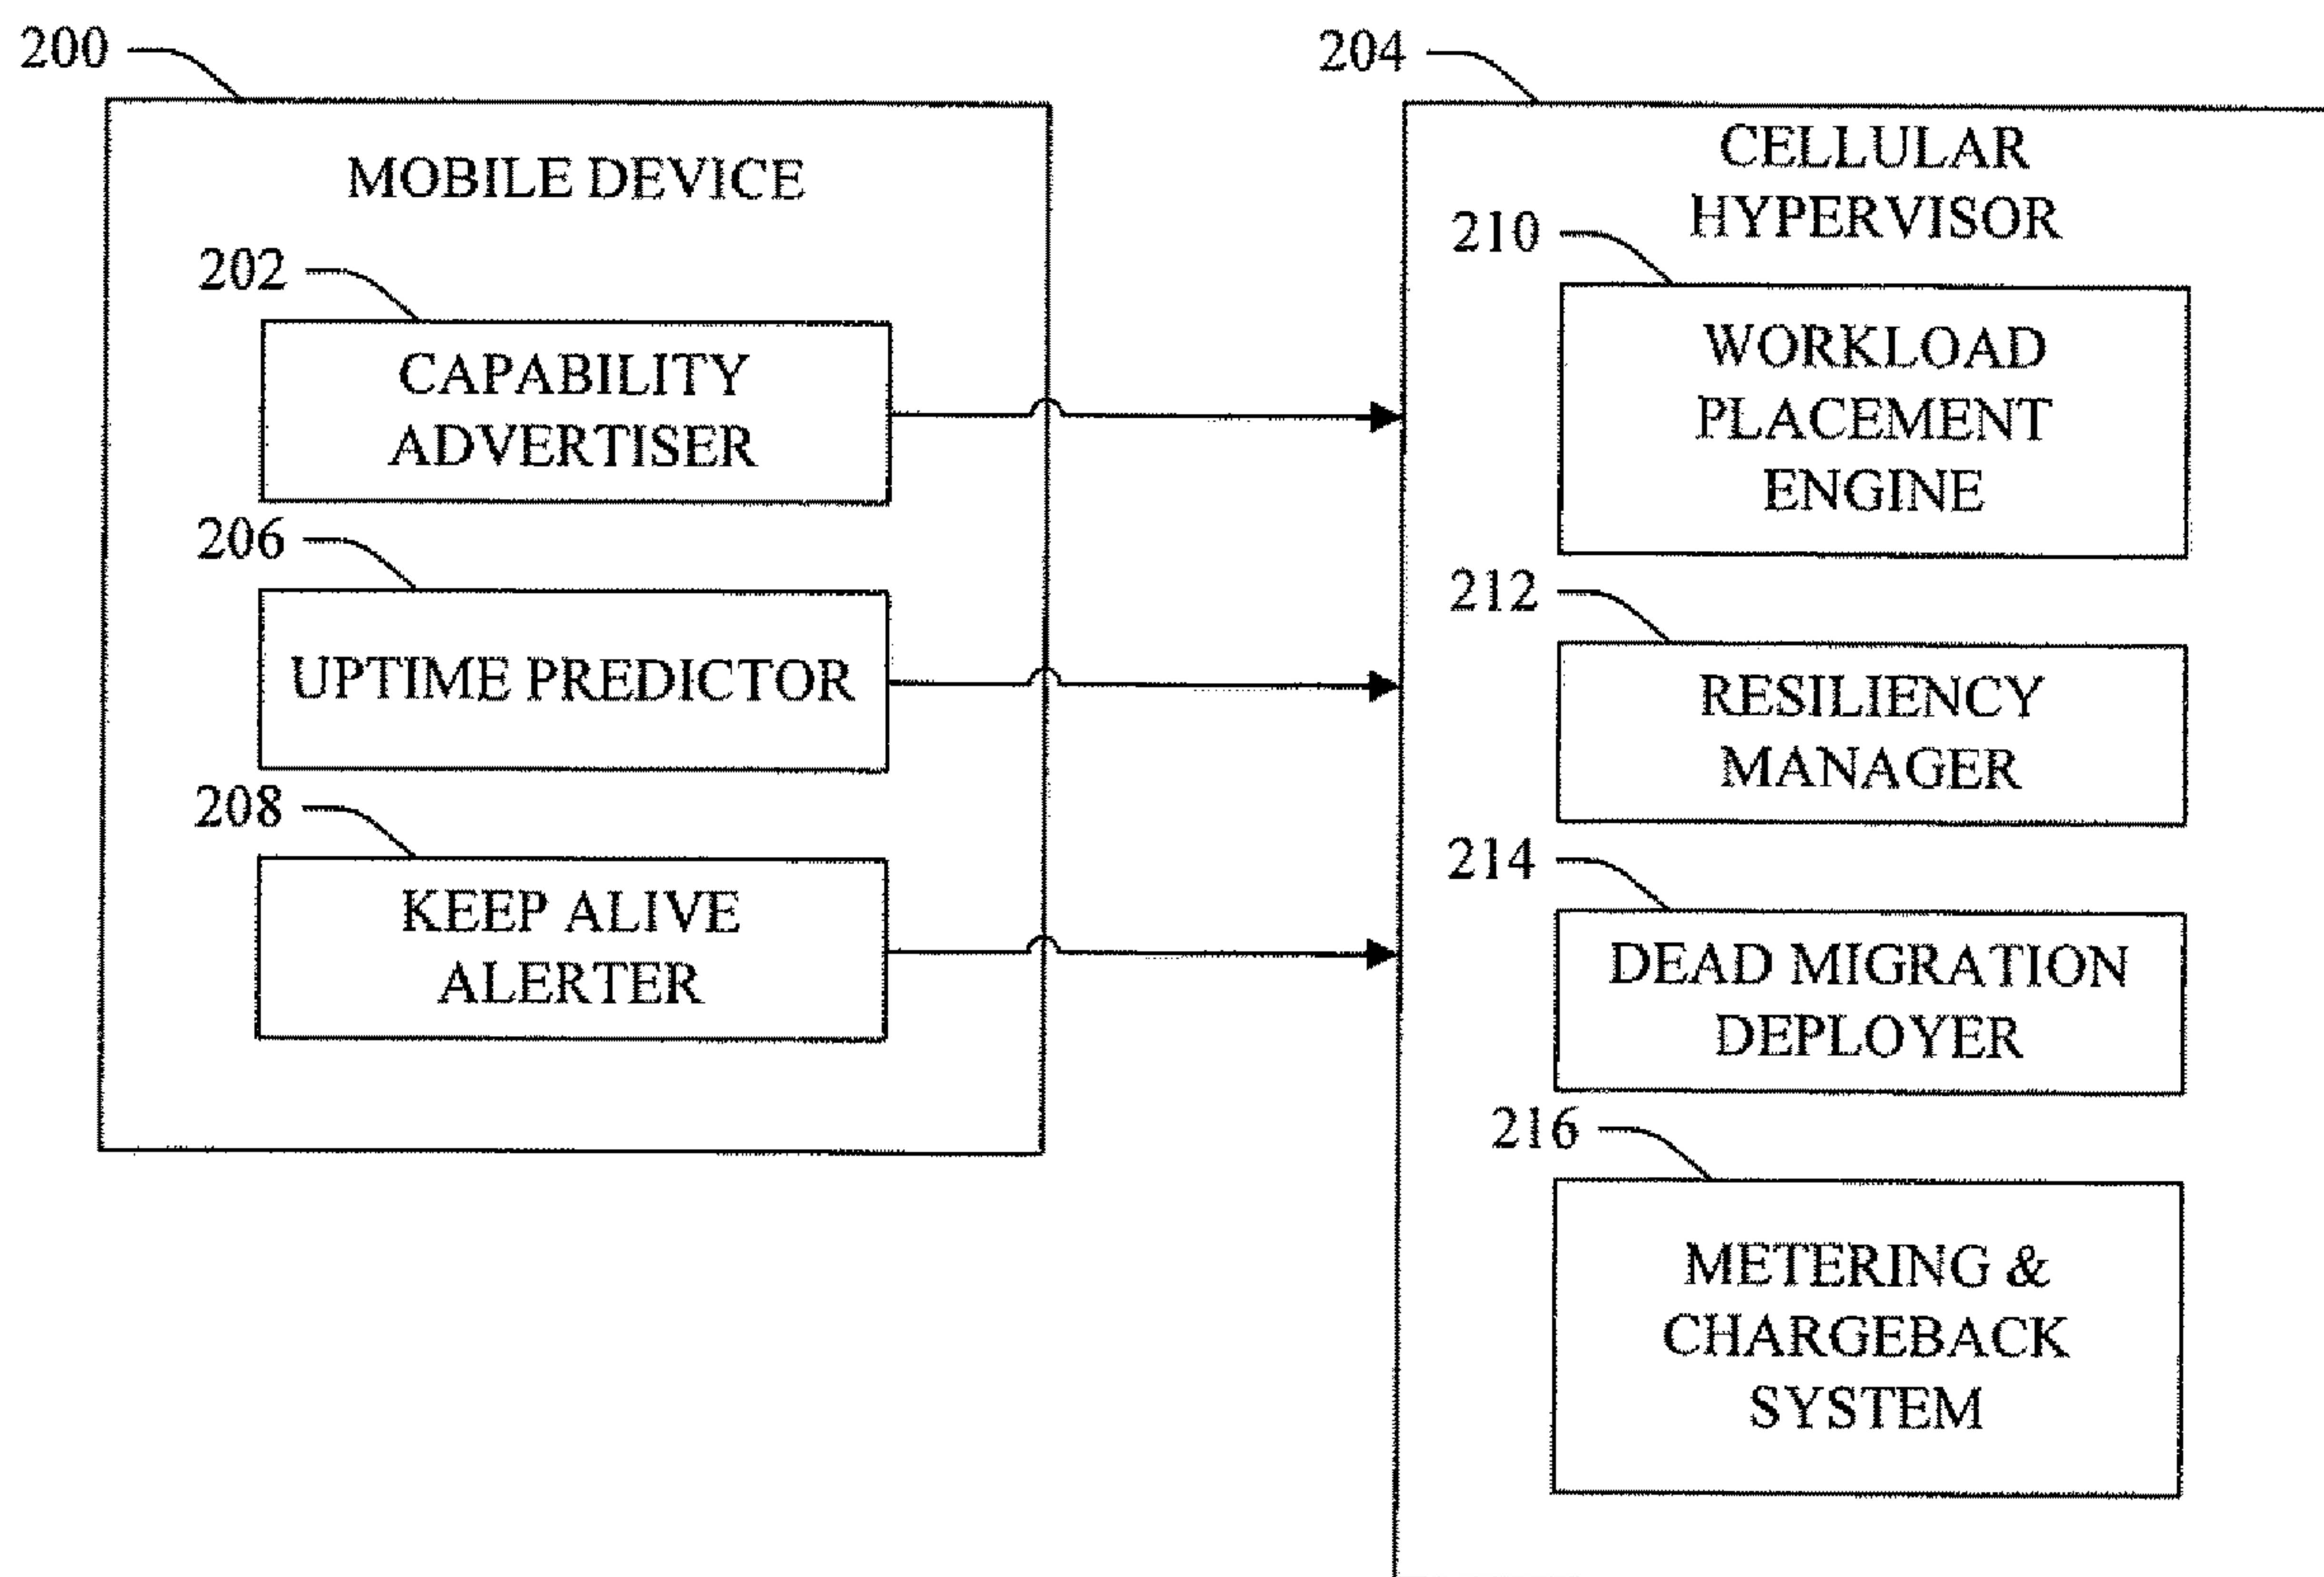 200
MOBILE DEVICE
202
CAPABILITY
ADVERTISER
206
UPTIME PREDICTOR
208
KEEP ALIVE
ALERTER
204
CELLULAR
HYPERVISOR
210
WORKLOAD
PLACEMENT
ENGINE
212
RESILIENCY
MANAGER
214
DEAD MIGRATION
DEPLOYER
216
METERING &
CHARGEBACK
SYSTEM